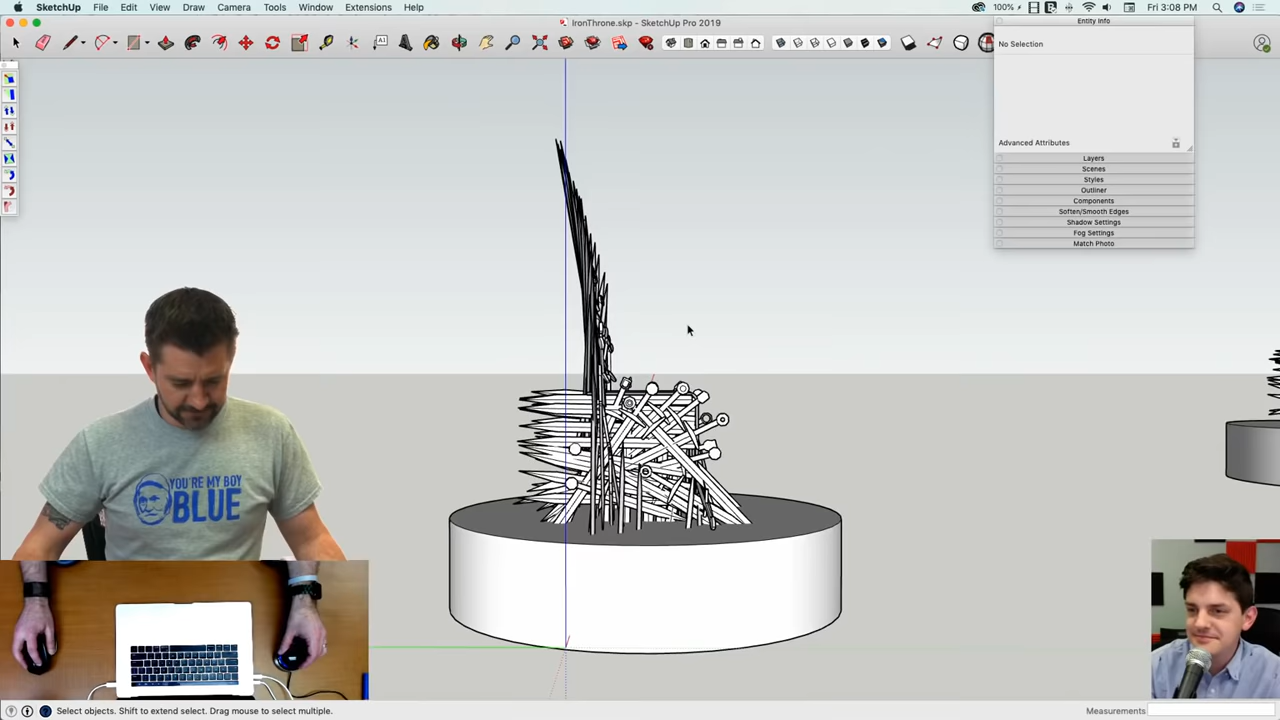 SketchUp File Edit View Draw Camera Tools Window Extensions Help 100% Fri 3:08 PM
IronThrone.skp - SketchUp Pro 2019
Entity Info
No Selection
Advanced Attributes
Layers
Scenes
Styles
Outliner
Components
Soften/Smooth Edges
Shadow Settings
Fog Settings
Match Photo
YOU'RE MY BOY
BLUE
Select objects. Shift to extend select. Drag mouse to select multiple. Measurements